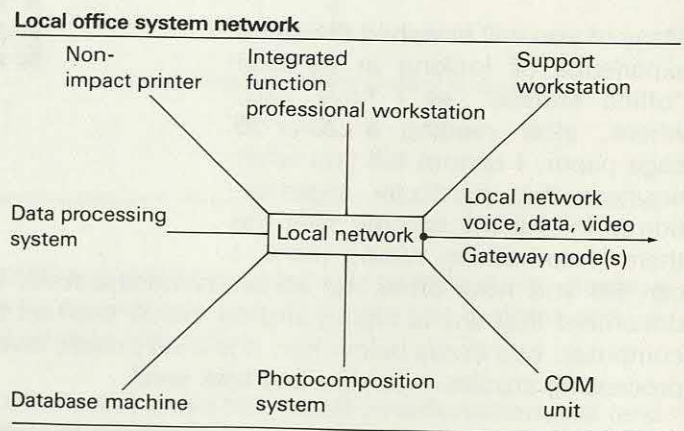 Local office system network
Non-
impact printer
Integrated
function
professional workstation
Support
workstation
Data processing
system
Local network
Local network
voice, data, video
Gateway node(s)
Database machine
Photocomposition
system
COM
unit